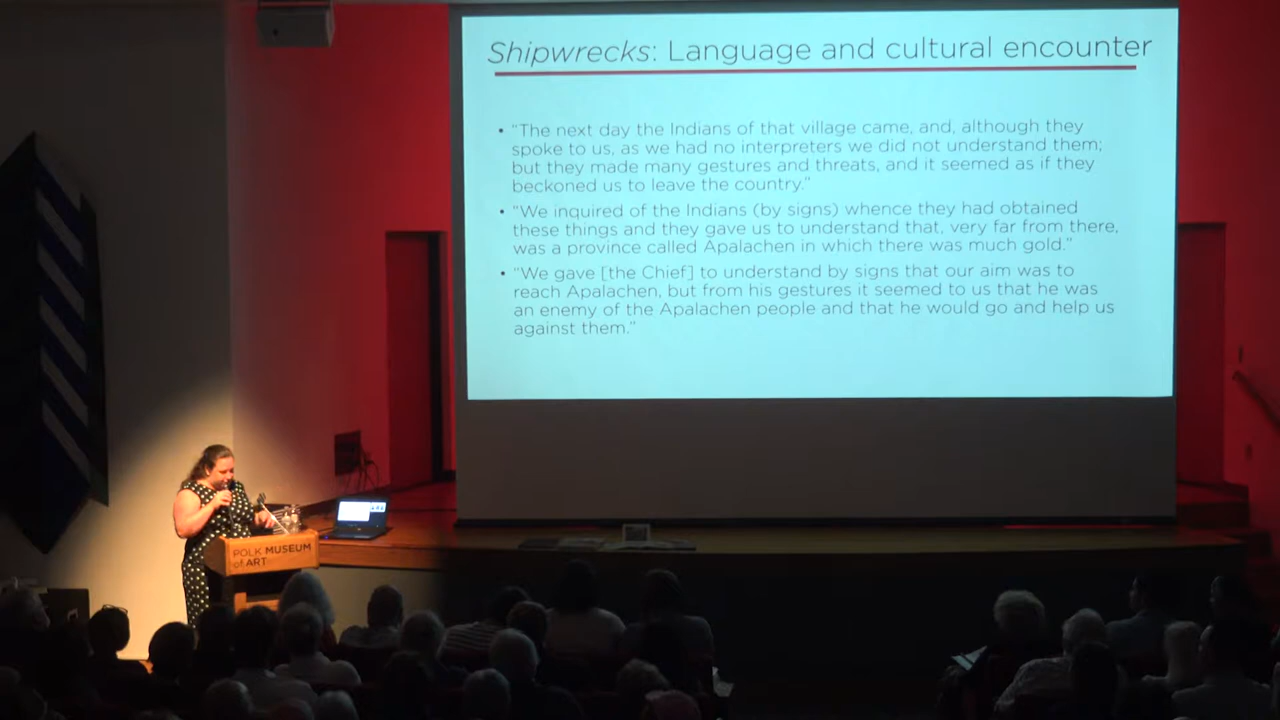 Shipwrecks: Language and cultural encounter
• “The next day the Indians of that village came, and, although they
spoke to us, as we had no interpreters we did not understand them;
but they made many gestures and threats, and it seemed as if they
beckoned us to leave the country.”
• “We inquired of the Indians (by signs) whence they had obtained
these things and they gave us to understand that, very far from there,
was a province called Apalachen in which there was much gold.”
• “We gave [the Chief] to understand by signs that our aim was to
reach Apalachen, but from his gestures it seemed to us that he was
an enemy of the Apalachen people and that he would go and help us
against them.”
POLK MUSEUM
of ART